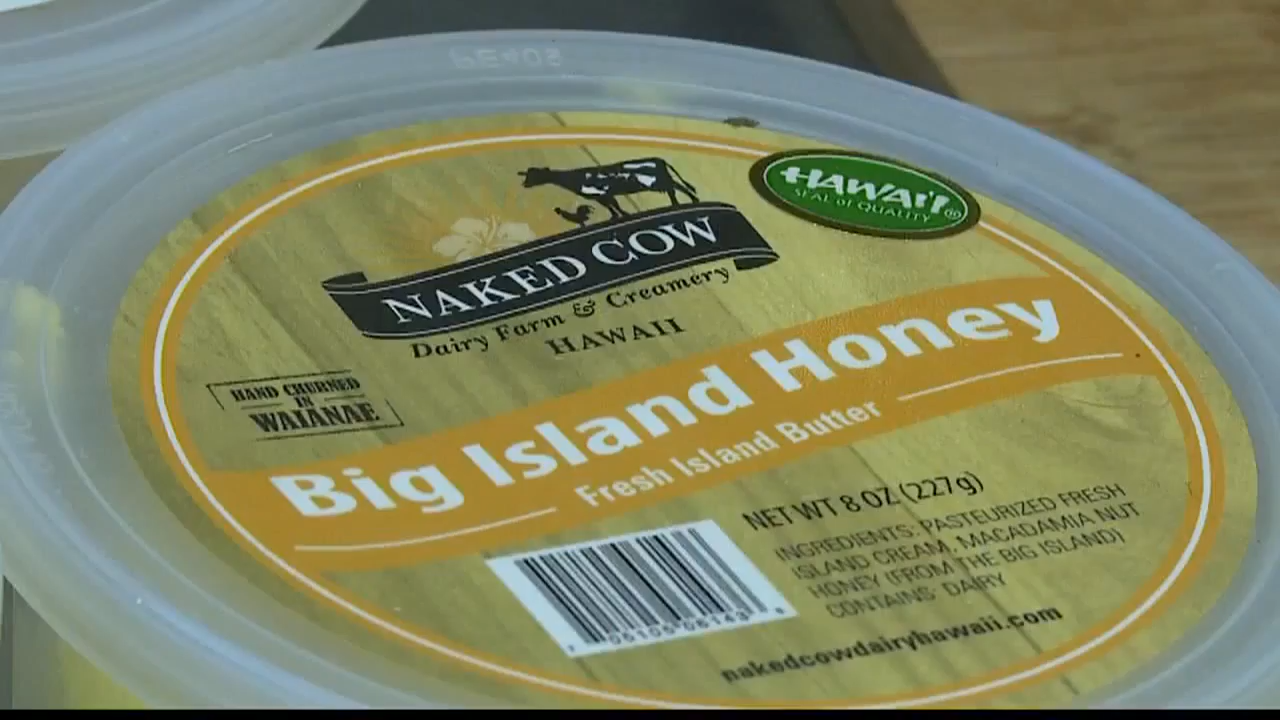 HAWAI'I®
SEAL of QUALITY
NAKED COW
Dairy Farm & Creamery
HAWAII
HAND CHURNED
IN
WAIANAE
Big Island Honey
Fresh Island Butter
NET WT 8 OZ (227g)
INGREDIENTS: PASTEURIZED FRESH
ISLAND CREAM, MACADAMIA NUT
HONEY (FROM THE BIG ISLAND)
CONTAINS: DAIRY
nakedcowdairyhawaii.com